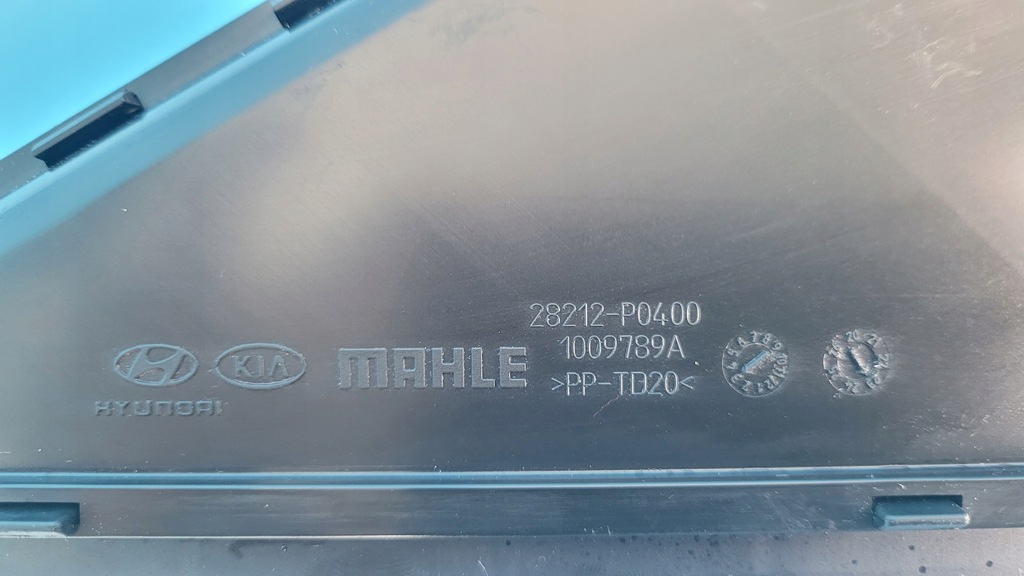 28212-P0400
1009789A
>PP-TD20<
KIA
MAHLE
HYUNDAI